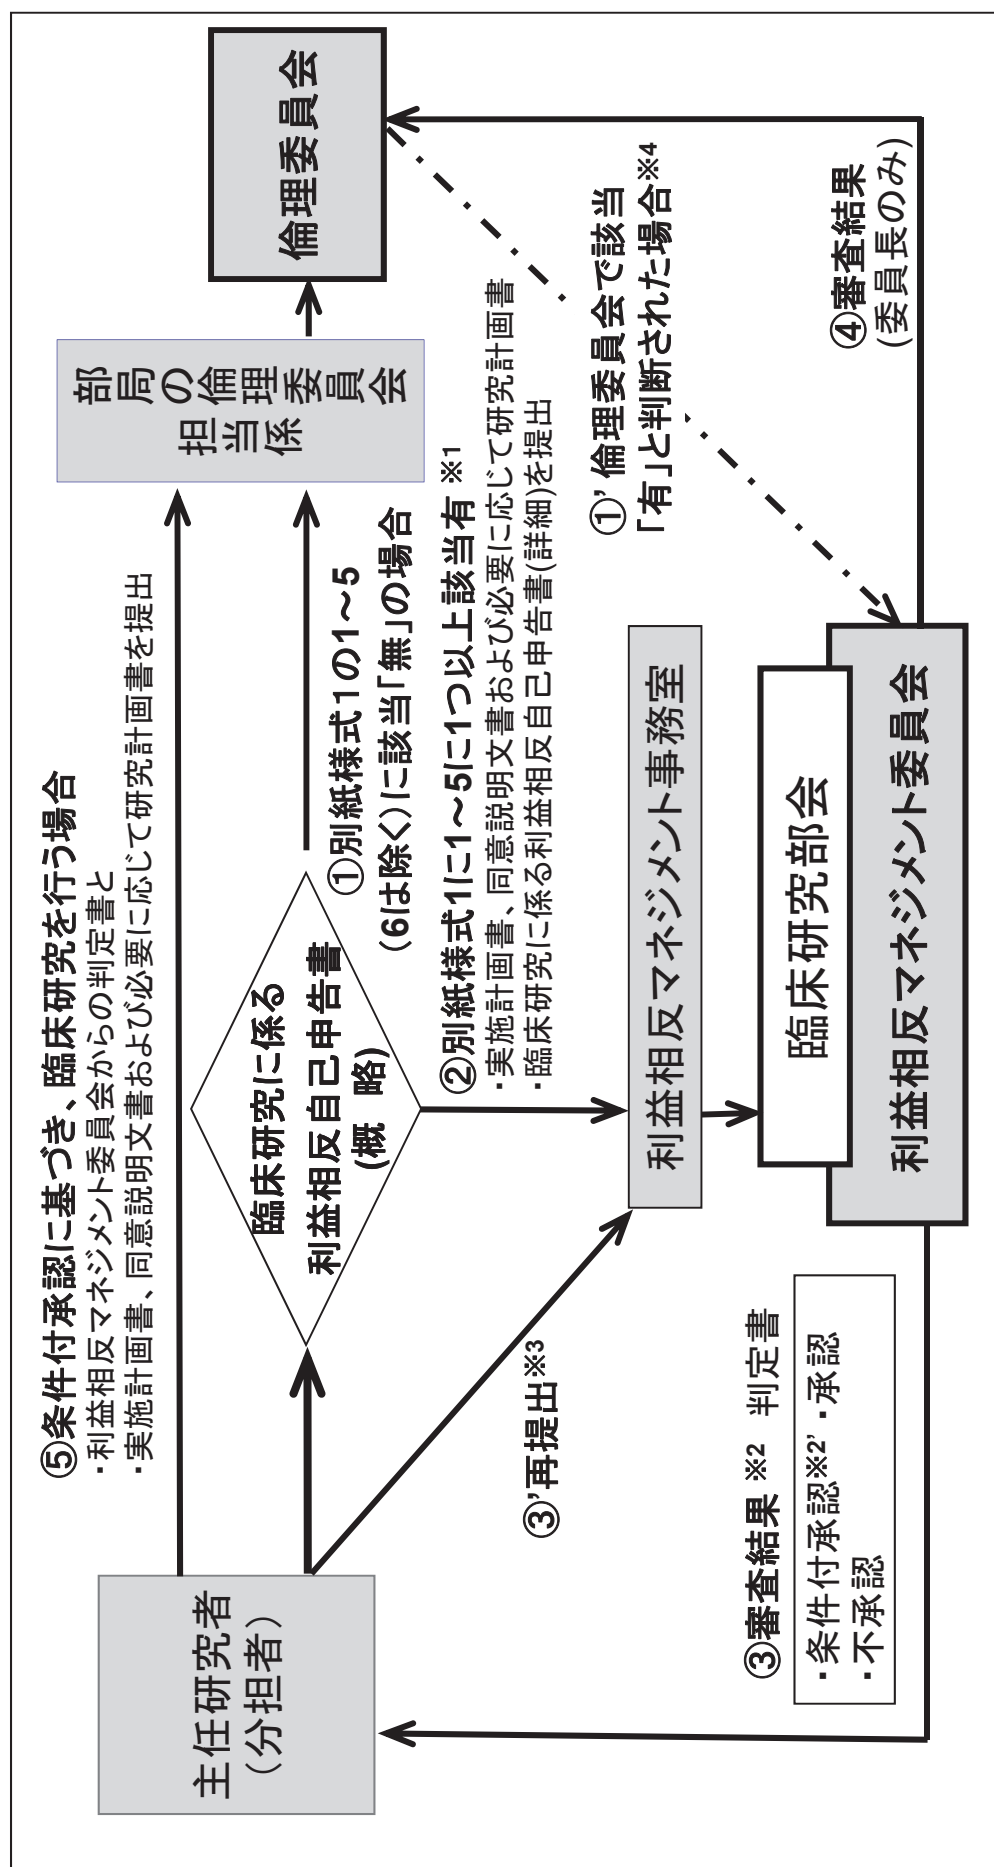 ⑤条件付承認に基づき、臨床研究を行う場合
・利益相反マネジメント委員会からの判定書と
・実施計画書、同意説明文書および必要に応じて研究計画書を提出
主任研究者
（分担者）
臨床研究に係る
利益相反自己申告書
(概　略)
①別紙様式１の1～5
（6は除く）に該当「無」の場合
部局の倫理委員会
担当係
倫理委員会
②別紙様式1に1～5に1つ以上該当有 ※1
・実施計画書、同意説明文書および必要に応じて研究計画書
・臨床研究に係る利益相反自己申告書(詳細)を提出
③’再提出※3
①’倫理委員会で該当
「有」と判断された場合※4
利益相反マネジメント事務室
臨床研究部会
利益相反マネジメント委員会
③審査結果 ※2　判定書
・条件付承認※2’・承認
・不承認
④審査結果
(委員長のみ)